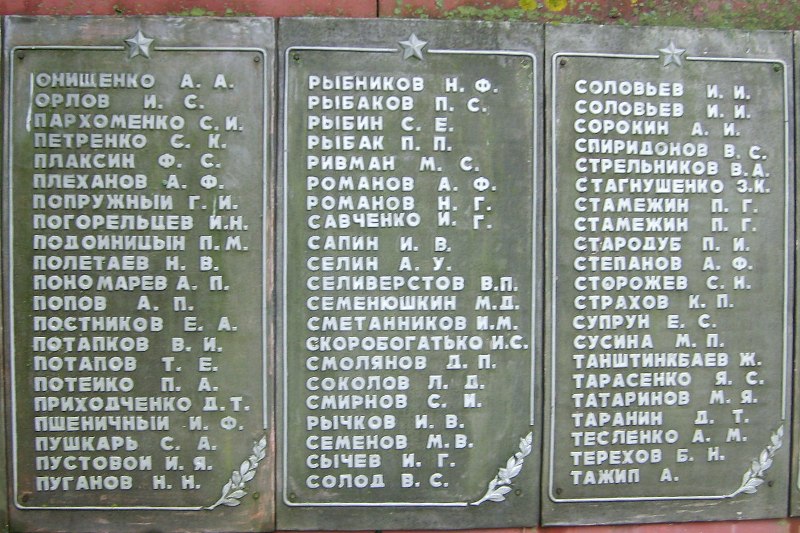 ОНИЩЕНКО А. А.
ОРЛОВ И. С.
ПАРХОМЕНКО С. И.
ПЕТРЕНКО С. К.
ПЛАКСИН Ф. С.
ПЛЕХАНОВ А. Ф.
ПОПРУЖНЫЙ Г. И.
ПОГОРЕЛЬЦЕВ И.Н.
ПОДОЙНИЦЫН П. М.
ПОЛЕТАЕВ Н. В.
ПОНОМАРЕВ А. П.
ПОПОВ А. П.
ПОСТНИКОВ Е. А.
ПОТАПКОВ В. И.
ПОТАПОВ Т. Е.
ПОТЕЙКО П. А.
ПРИХОДЧЕНКО Д. Т.
ПШЕНИЧНЫЙ И. Ф.
ПУШКАРЬ С. А.
ПУСТОВОЙ И. Я.
ПУГАНОВ Н. Н.
РЫБНИКОВ Н. Ф.
РЫБАКОВ П. С.
РЫБИН С. Е.
РЫБАК П. П.
РИВМАН М. С.
РОМАНОВ А. Ф.
РОМАНОВ Н. Г.
САВЧЕНКО И. Г.
САПИН И. В.
СЕЛИН А. У.
СЕЛИВЕРСТОВ В.П.
СЕМЕНЮШКИН М.Д.
СМЕТАННИКОВ И.М.
СКОРОБОГАТЬКО И.С.
СМОЛЯНОВ Д. П.
СОКОЛОВ Л. Д.
СМИРНОВ С. И.
РЫЧКОВ И. В.
СЕМЕНОВ М. В.
СЫЧЕВ И. Г.
СОЛОД В. С.
СОЛОВЬЕВ И. И.
СОЛОВЬЕВ И. И.
СОРОКИН А. И.
СПИРИДОНОВ В. С.
СТРЕЛЬНИКОВ В.А.
СТАГНУШЕНКО З.К.
СТАМЕЖИН П. Г.
СТАМЕЖИН П. Г.
СТАРОДУБ П. И.
СТЕПАНОВ А. Ф.
СТОРОЖЕВ С. Н.
СТРАХОВ К. П.
СУПРУН Е. С.
СУСИНА М. П.
ТАНШТИНКБАЕВ Ж.
ТАРАСЕНКО Я. С.
ТАТАРИНОВ М. Я.
ТАРАНИН Д. Т.
ТЕСЛЕНКО А. М.
ТЕРЕХОВ Б. Н.
ТАЖИП А.